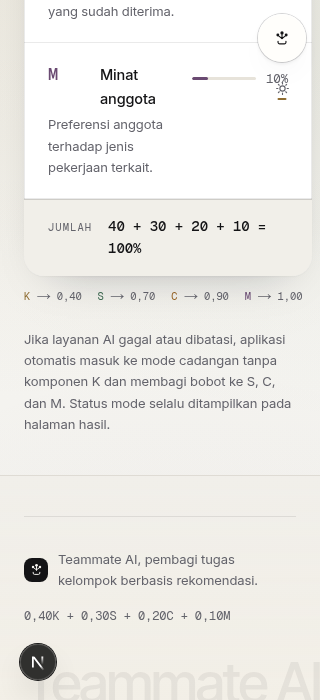 yang sudah diterima.
M Minat anggota 10%
Preferensi anggota
terhadap jenis
pekerjaan terkait.
JUMLAH 40 + 30 + 20 + 10 =
100%
K → 0,40 S → 0,70 C → 0,90 M → 1,00
Jika layanan AI gagal atau dibatasi, aplikasi
otomatis masuk ke mode cadangan tanpa
komponen K dan membagi bobot ke S, C,
dan M. Status mode selalu ditampilkan pada
halaman hasil.
Teammate AI, pembagi tugas
kelompok berbasis rekomendasi.
0,40K + 0,30S + 0,20C + 0,10M
N
Teammate AI